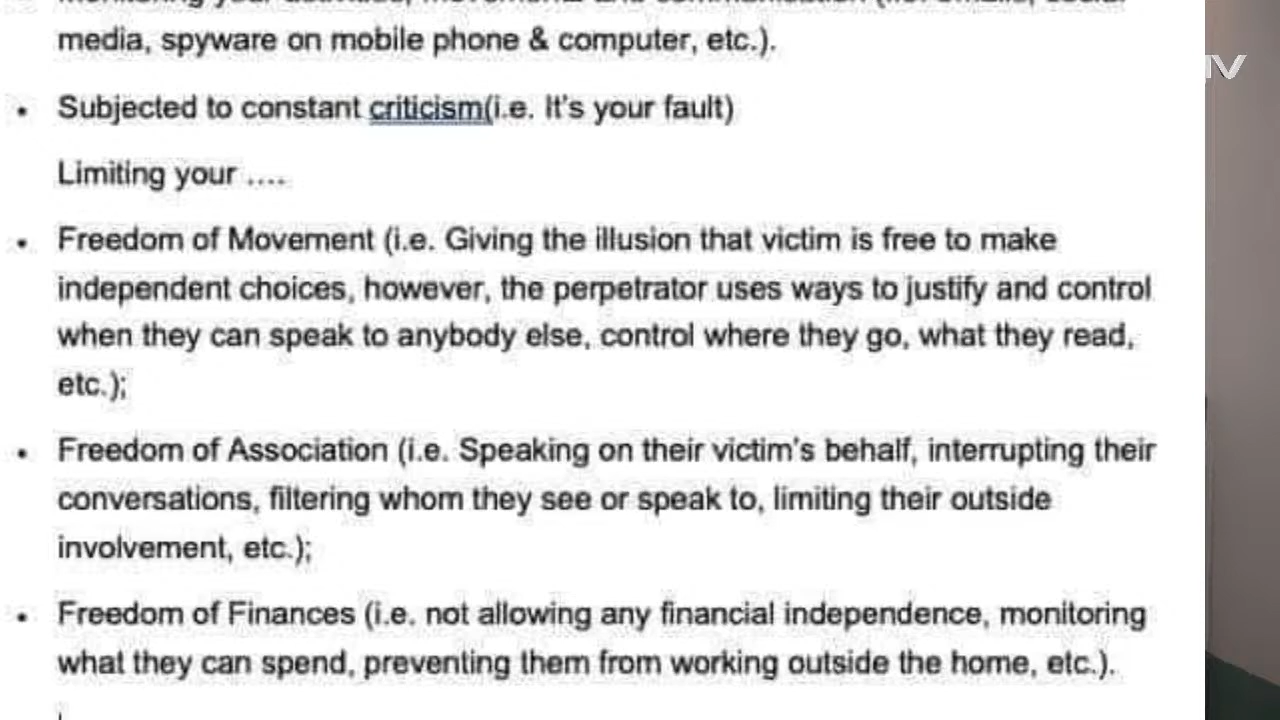 media, spyware on mobile phone & computer, etc.).
• Subjected to constant criticism(i.e. It's your fault)
Limiting your ....
• Freedom of Movement (i.e. Giving the illusion that victim is free to make
independent choices, however, the perpetrator uses ways to justify and control
when they can speak to anybody else, control where they go, what they read,
etc.);
• Freedom of Association (i.e. Speaking on their victim's behalf, interrupting their
conversations, filtering whom they see or speak to, limiting their outside
involvement, etc.);
• Freedom of Finances (i.e. not allowing any financial independence, monitoring
what they can spend, preventing them from working outside the home, etc.).